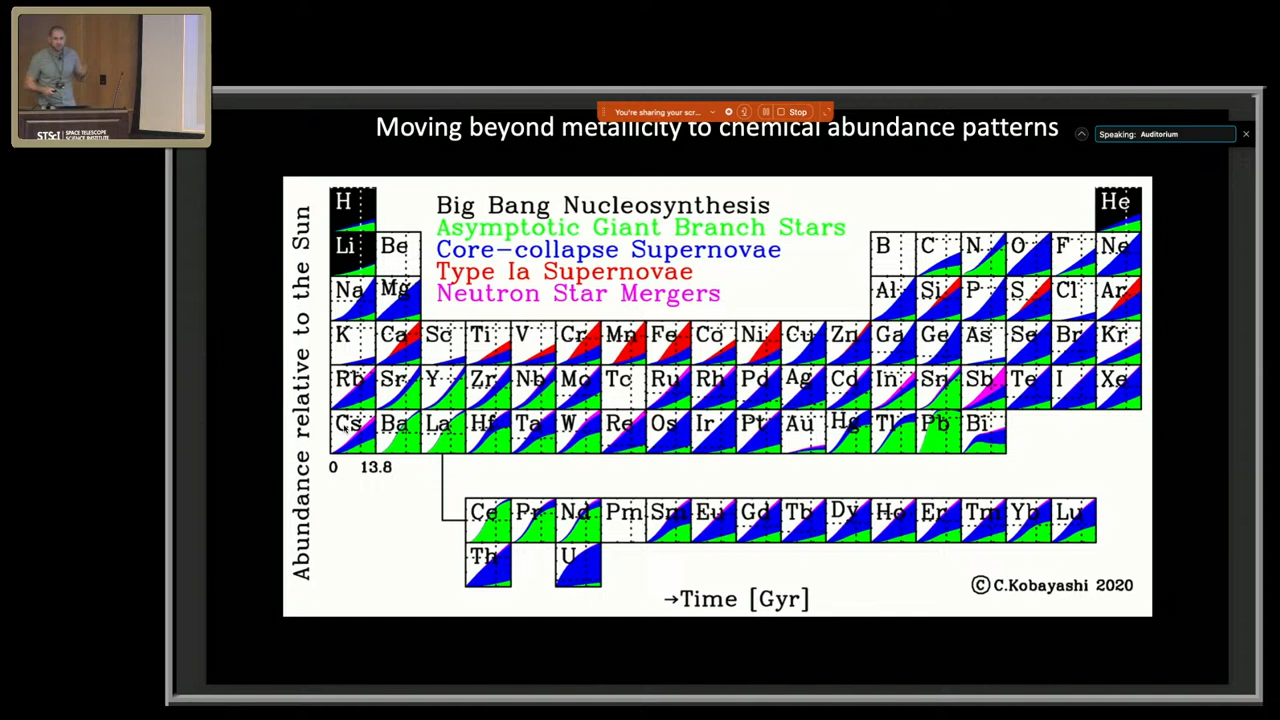 You're sharing your scr...
Stop
Moving beyond metallicity to chemical abundance patterns
Speaking: Auditorium
STScI SPACE TELESCOPE
SCIENCE INSTITUTE
Abundance relative to the Sun
H He
Big Bang Nucleosynthesis
Asymptotic Giant Branch Stars
Core-collapse Supernovae
Type Ia Supernovae
Neutron Star Mergers
Li Be B C N O F Ne
Na Mg Al Si P S Cl Ar
K Ca Sc Ti V Cr Mn Fe Co Ni Cu Zn Ga Ge As Se Br Kr
Rb Sr Y Zr Nb Mo Tc Ru Rh Pd Ag Cd In Sn Sb Te I Xe
Cs Ba La Hf Ta W Re Os Ir Pt Au Hg Tl Pb Bi
0 13.8
Ce Pr Nd Pm Sm Eu Gd Tb Dy Ho Er Tm Yb Lu
Th U
→Time [Gyr]
© C.Kobayashi 2020